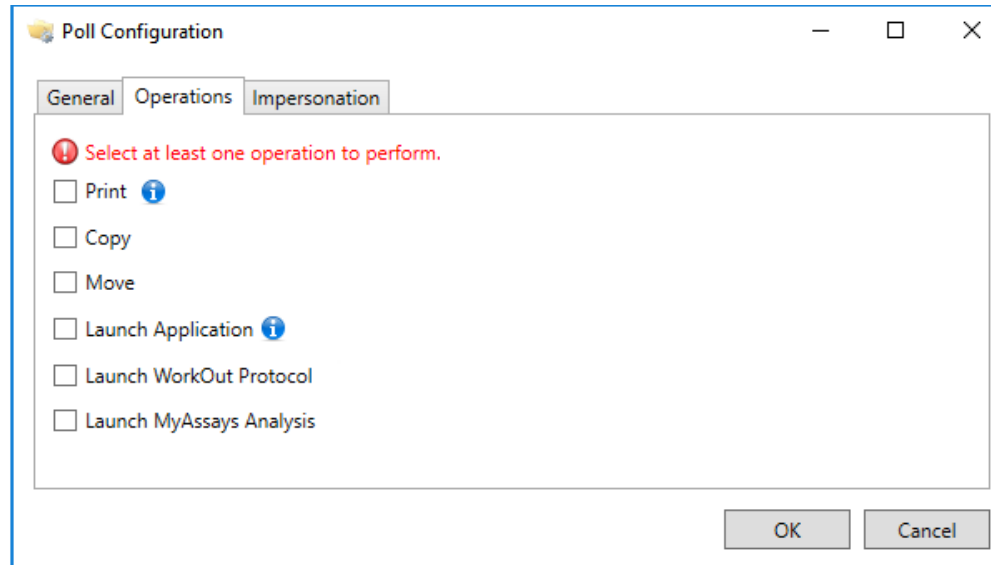 Poll Configuration
General Operations Impersonation
Select at least one operation to perform.
Print
Copy
Move
Launch Application
Launch WorkOut Protocol
Launch MyAssays Analysis
OK Cancel